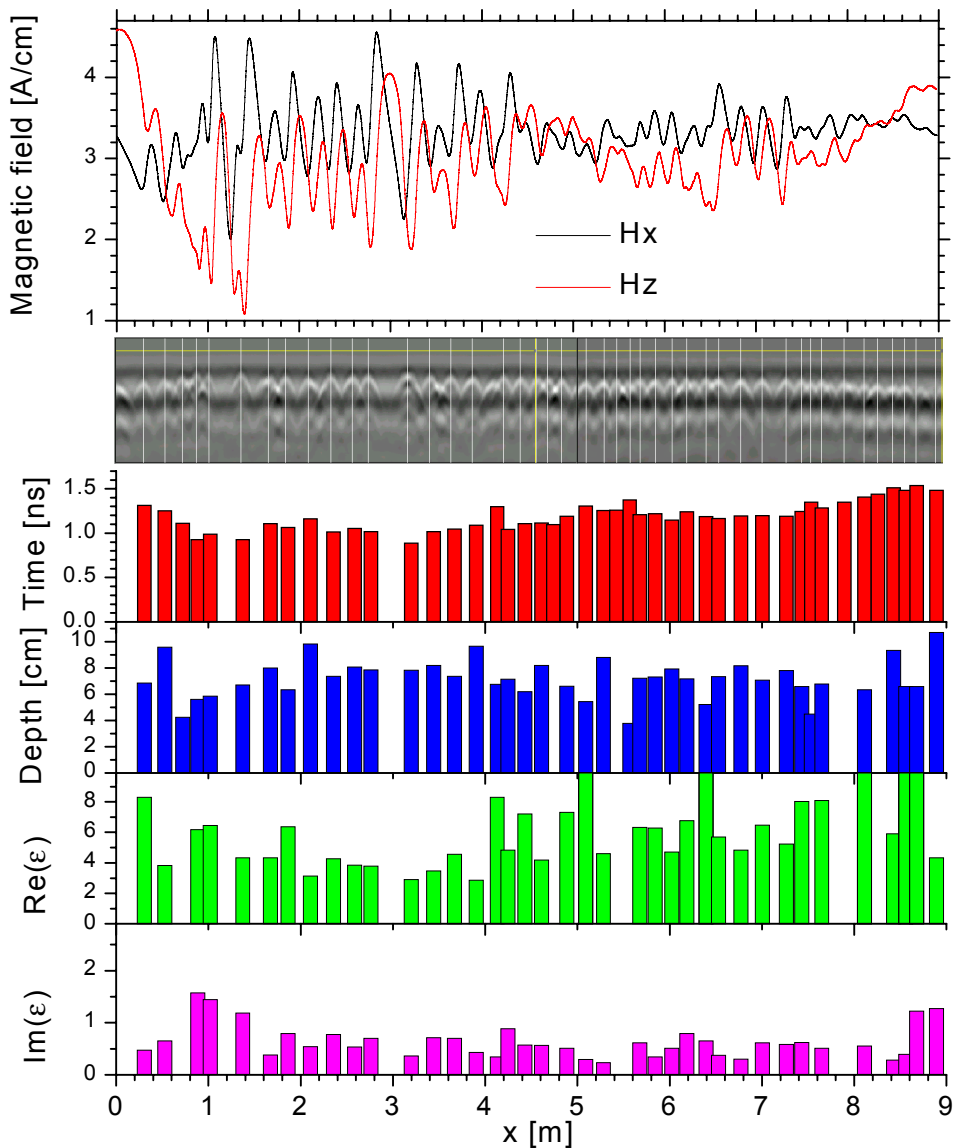 Magnetic field [A/cm]
4
3
2
1
Hx
Hz
Time [ns]
1.5
1.0
0.5
0.0
Depth [cm]
10
8
6
4
2
0
Re(ε)
8
6
4
2
0
Im(ε)
2
1
0
0 1 2 3 4 5 6 7 8 9
x [m]